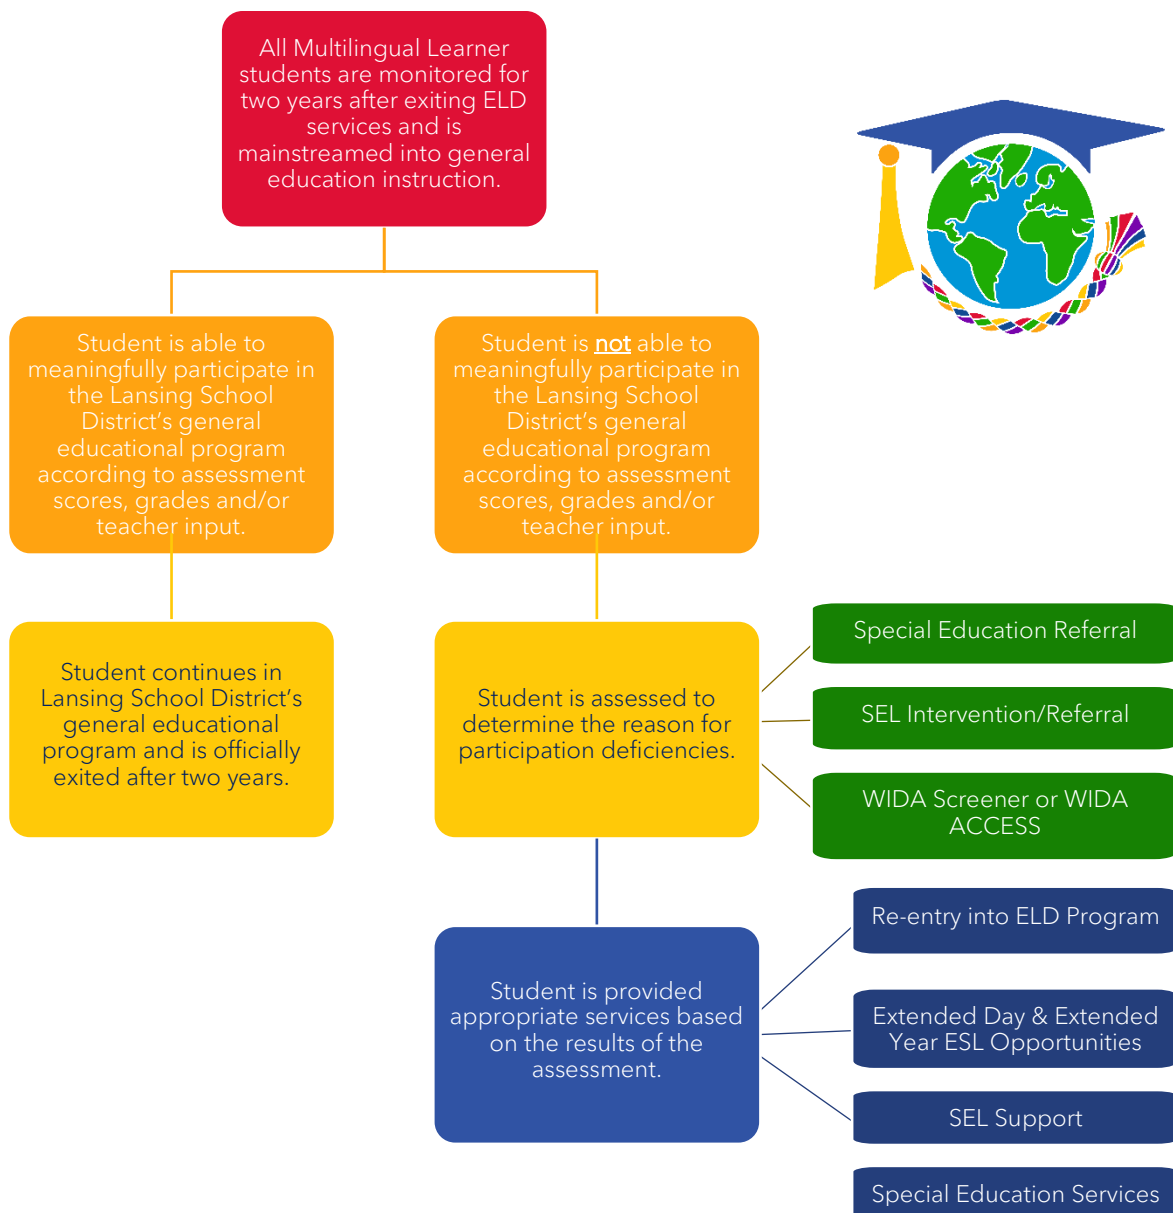 All Multilingual Learner
students are monitored for
two years after exiting ELD
services and is
mainstreamed into general
education instruction.
Student is able to
meaningfully participate in
the Lansing School
District’s general
educational program
according to assessment
scores, grades and/or
teacher input.
Student is not able to
meaningfully participate in
the Lansing School
District’s general
educational program
according to assessment
scores, grades and/or
teacher input.
Student continues in
Lansing School District’s
general educational
program and is officially
exited after two years.
Student is assessed to
determine the reason for
participation deficiencies.
Special Education Referral
SEL Intervention/Referral
WIDA Screener or WIDA
ACCESS
Student is provided
appropriate services based
on the results of the
assessment.
Re-entry into ELD Program
Extended Day & Extended
Year ESL Opportunities
SEL Support
Special Education Services